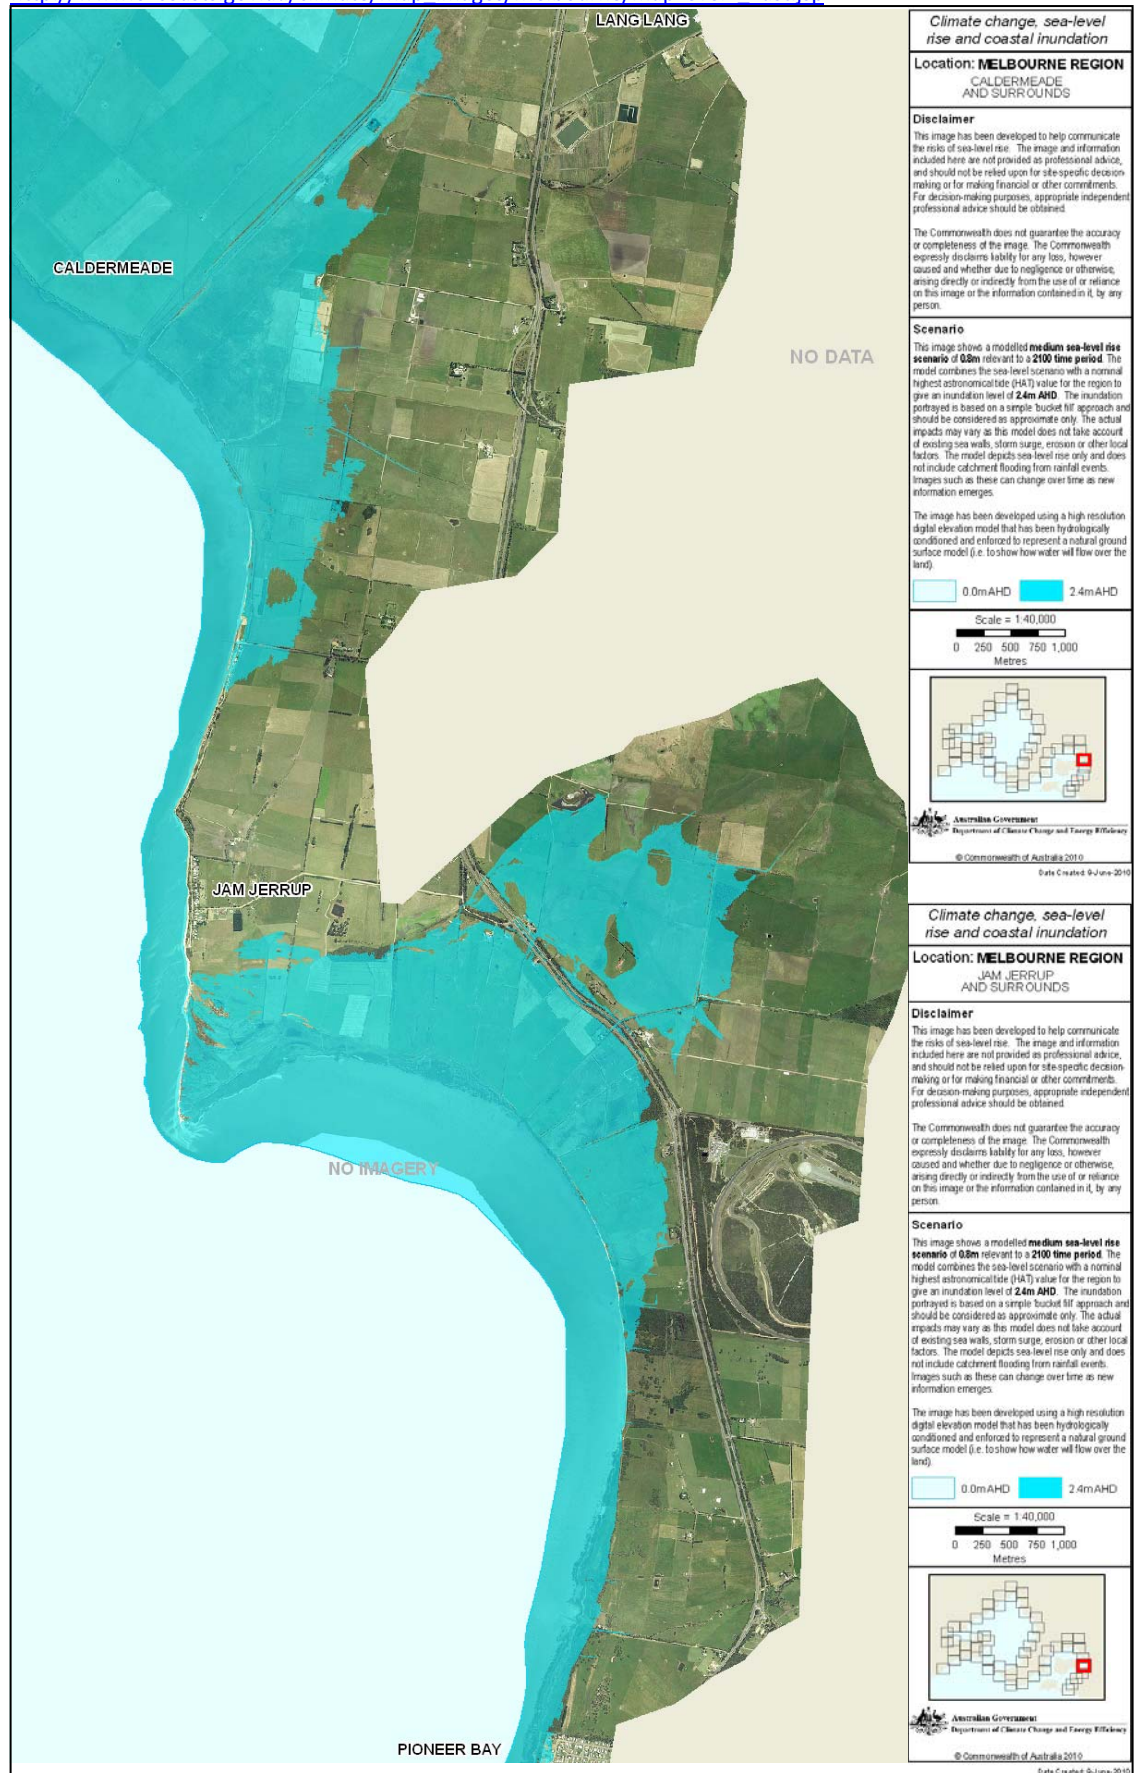 LANG LANG
CALDERMEADE
NO DATA
JAM JERRUP
NO IMAGERY
PIONEER BAY
Climate change, sea-level
rise and coastal inundation
Location: MELBOURNE REGION
CALDERMEADE
AND SURROUNDS
Disclaimer
This image has been developed to help communicate
the risks of sea-level rise. The image and information
included here are not provided as professional advice,
and should not be relied upon for site-specific decision-
making or for making financial or other commitments.
For decision-making purposes, appropriate independent
professional advice should be obtained.
The Commonwealth does not guarantee the accuracy
or completeness of the image. The Commonwealth
expressly disclaims liability for any loss, however
caused and whether due to negligence or otherwise,
arising directly or indirectly from the use of or reliance
on this image or the information contained in it, by any
person.
Scenario
This image shows a modelled medium sea-level rise
scenario of 0.8m relevant to a 2100 time period. The
model combines the sea-level scenario with a nominal
highest astronomical tide (HAT) value for the region to
give an inundation level of 2.4m AHD. The inundation
portrayed is based on a simple 'bucket fill' approach and
should be considered as approximate only. The actual
impacts may vary as this model does not take account
of existing sea walls, storm surge, erosion or other local
factors. The model depicts sea-level rise only and does
not include catchment flooding from rainfall events.
Images such as these can change over time as new
information emerges.
The image has been developed using a high resolution
digital elevation model that has been hydrologically
conditioned and enforced to represent a natural ground
surface model (i.e. to show how water will flow over the
land).
0.0mAHD 2.4mAHD
Scale = 1:40,000
0 250 500 750 1,000
Metres
Australian Government
Department of Climate Change and Energy Efficiency
© Commonwealth of Australia 2010
Date Created: 9-June-2010
Climate change, sea-level
rise and coastal inundation
Location: MELBOURNE REGION
JAM JERRUP
AND SURROUNDS
Disclaimer
This image has been developed to help communicate
the risks of sea-level rise. The image and information
included here are not provided as professional advice,
and should not be relied upon for site-specific decision-
making or for making financial or other commitments.
For decision-making purposes, appropriate independent
professional advice should be obtained.
The Commonwealth does not guarantee the accuracy
or completeness of the image. The Commonwealth
expressly disclaims liability for any loss, however
caused and whether due to negligence or otherwise,
arising directly or indirectly from the use of or reliance
on this image or the information contained in it, by any
person.
Scenario
This image shows a modelled medium sea-level rise
scenario of 0.8m relevant to a 2100 time period. The
model combines the sea-level scenario with a nominal
highest astronomical tide (HAT) value for the region to
give an inundation level of 2.4m AHD. The inundation
portrayed is based on a simple 'bucket fill' approach and
should be considered as approximate only. The actual
impacts may vary as this model does not take account
of existing sea walls, storm surge, erosion or other local
factors. The model depicts sea-level rise only and does
not include catchment flooding from rainfall events.
Images such as these can change over time as new
information emerges.
The image has been developed using a high resolution
digital elevation model that has been hydrologically
conditioned and enforced to represent a natural ground
surface model (i.e. to show how water will flow over the
land).
0.0mAHD 2.4mAHD
Scale = 1:40,000
0 250 500 750 1,000
Metres
Australian Government
Department of Climate Change and Energy Efficiency
© Commonwealth of Australia 2010
Date Created: 9-June-2010